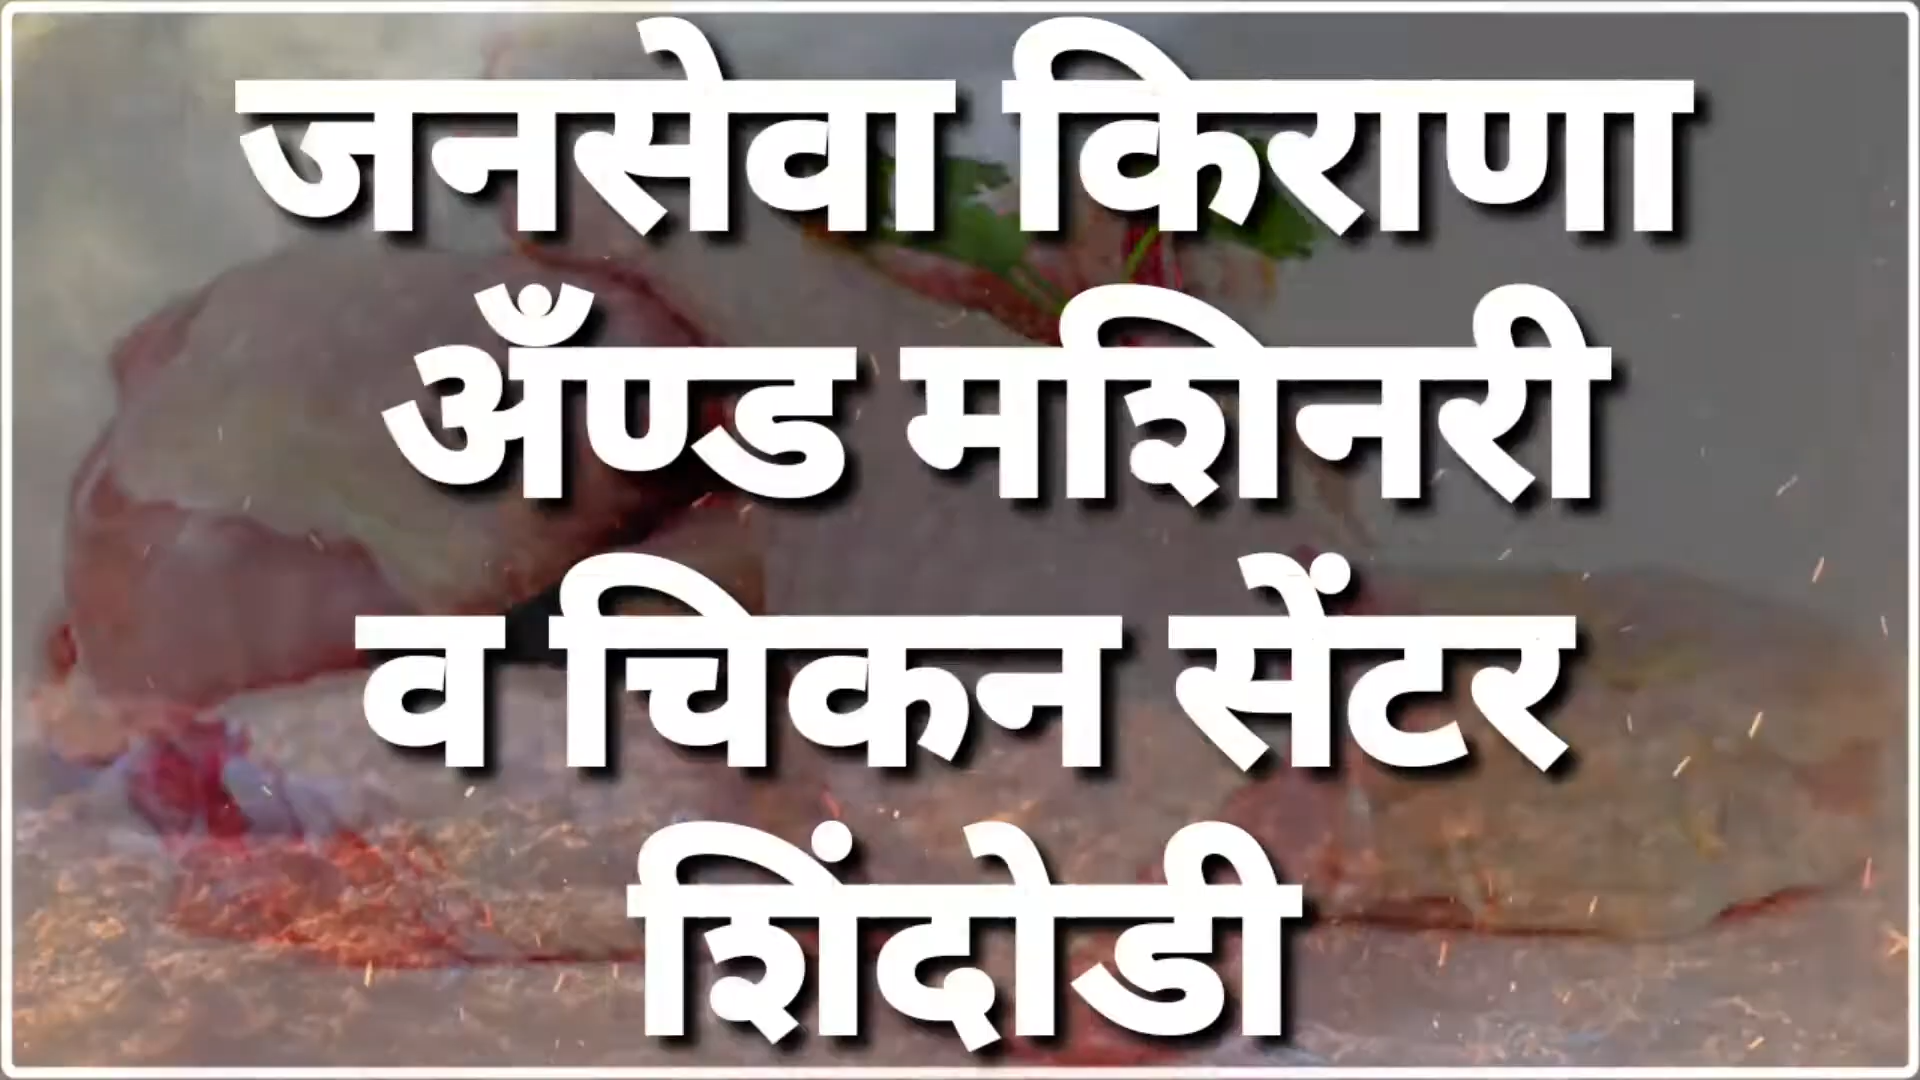 जनसेवा किराणा
अँण्ड मशिनरी
व चिकन सेंटर
शिंदोडी